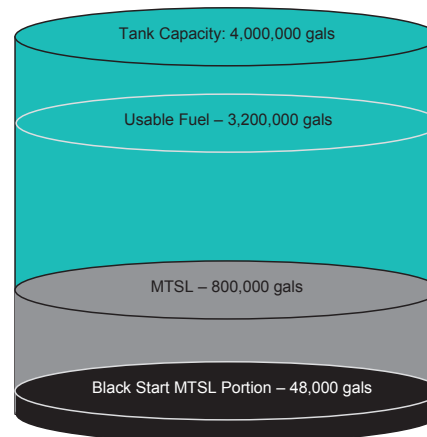 Tank Capacity: 4,000,000 gals
Usable Fuel – 3,200,000 gals
MTSL – 800,000 gals
Black Start MTSL Portion – 48,000 gals